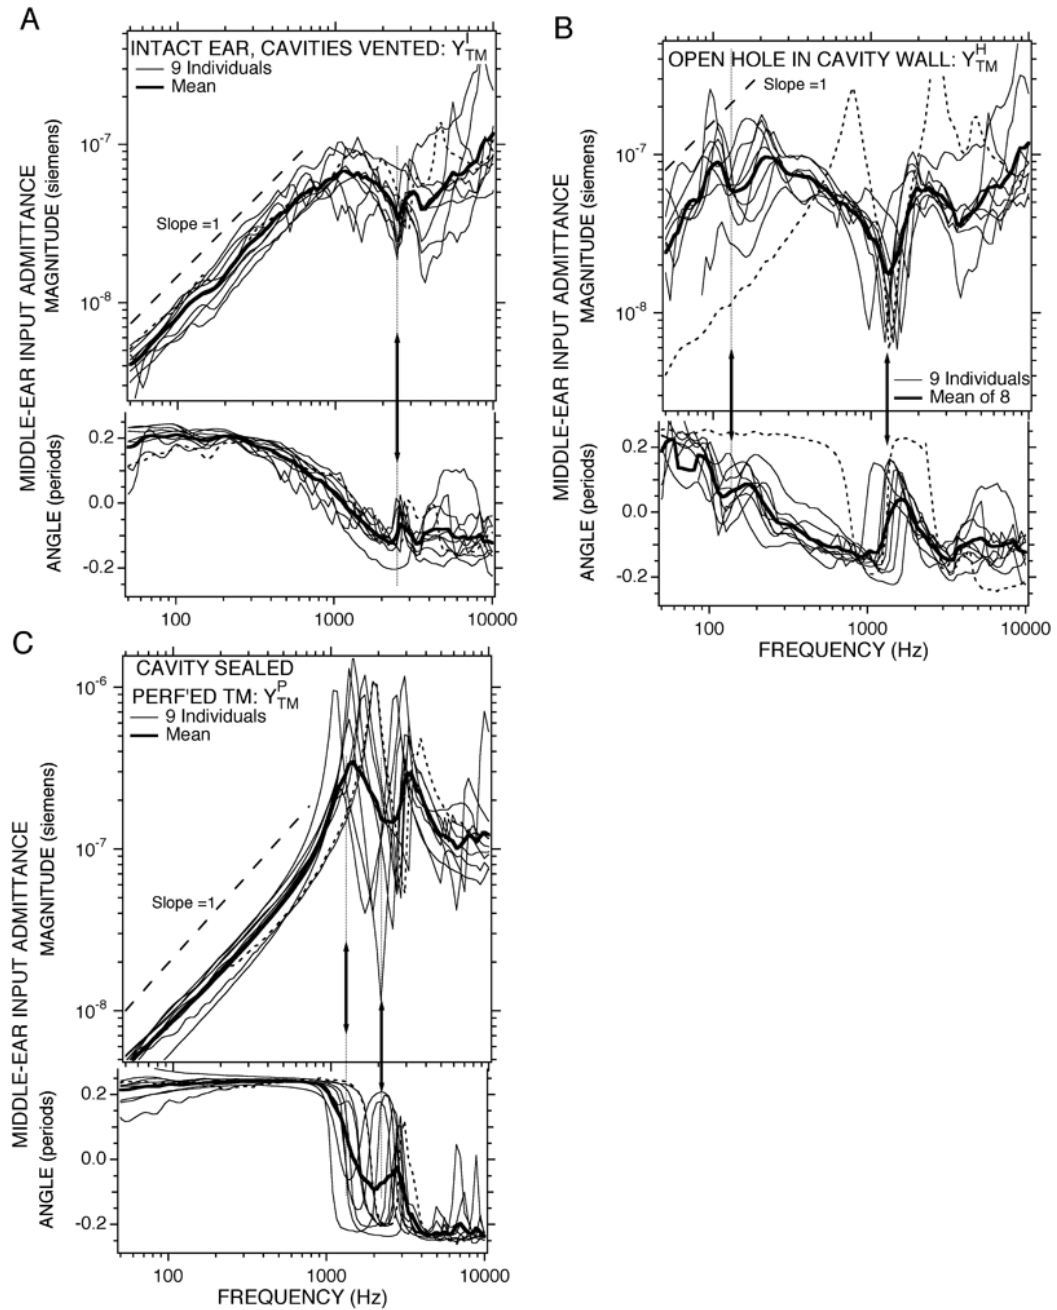 A
INTACT EAR, CAVITIES VENTED: Y^I_TM
9 Individuals
Mean
10^-7
Slope =1
10^-8
MIDDLE-EAR INPUT ADMITTANCE
MAGNITUDE (siemens)
0.2
0.0
-0.2
ANGLE (periods)
100
1000
10000
B
OPEN HOLE IN CAVITY WALL: Y^H_TM
Slope =1
10^-7
10^-8
MIDDLE-EAR INPUT ADMITTANCE
MAGNITUDE (siemens)
9 Individuals
Mean of 8
0.2
0.0
-0.2
ANGLE (periods)
100
1000
10000
FREQUENCY (Hz)
C
CAVITY SEALED
PERF'ED TM: Y^P_TM
9 Individuals
Mean
10^-6
10^-7
Slope =1
10^-8
MIDDLE-EAR INPUT ADMITTANCE
MAGNITUDE (siemens)
0.2
0.0
-0.2
ANGLE (periods)
100
1000
10000
FREQUENCY (Hz)